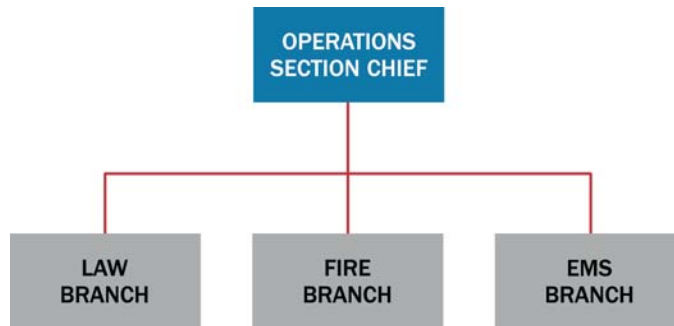 OPERATIONS
SECTION CHIEF
LAW
BRANCH
FIRE
BRANCH
EMS
BRANCH